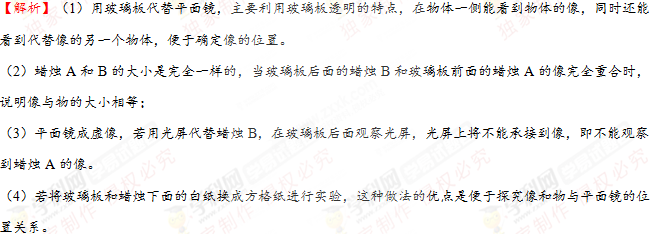 【解析】（1）用玻璃板代替平面镜，主要利用玻璃板透明的特点，在物体一侧能看到物体的像，同时还能
看到代替像的另一个物体，便于确定像的位置。
（2）蜡烛 A 和 B 的大小是完全一样的，当玻璃板后面的蜡烛 B 和玻璃板前面的蜡烛 A 的像完全重合时，
说明像与物的大小相等；
（3）平面镜成虚像，若用光屏代替蜡烛 B，在玻璃板后面观察光屏，光屏上将不能承接到像，即不能观察
到蜡烛 A 的像。
（4）若将玻璃板和蜡烛下面的白纸换成方格纸进行实验，这种做法的优点是便于探究像和物与平面镜的位
置关系。